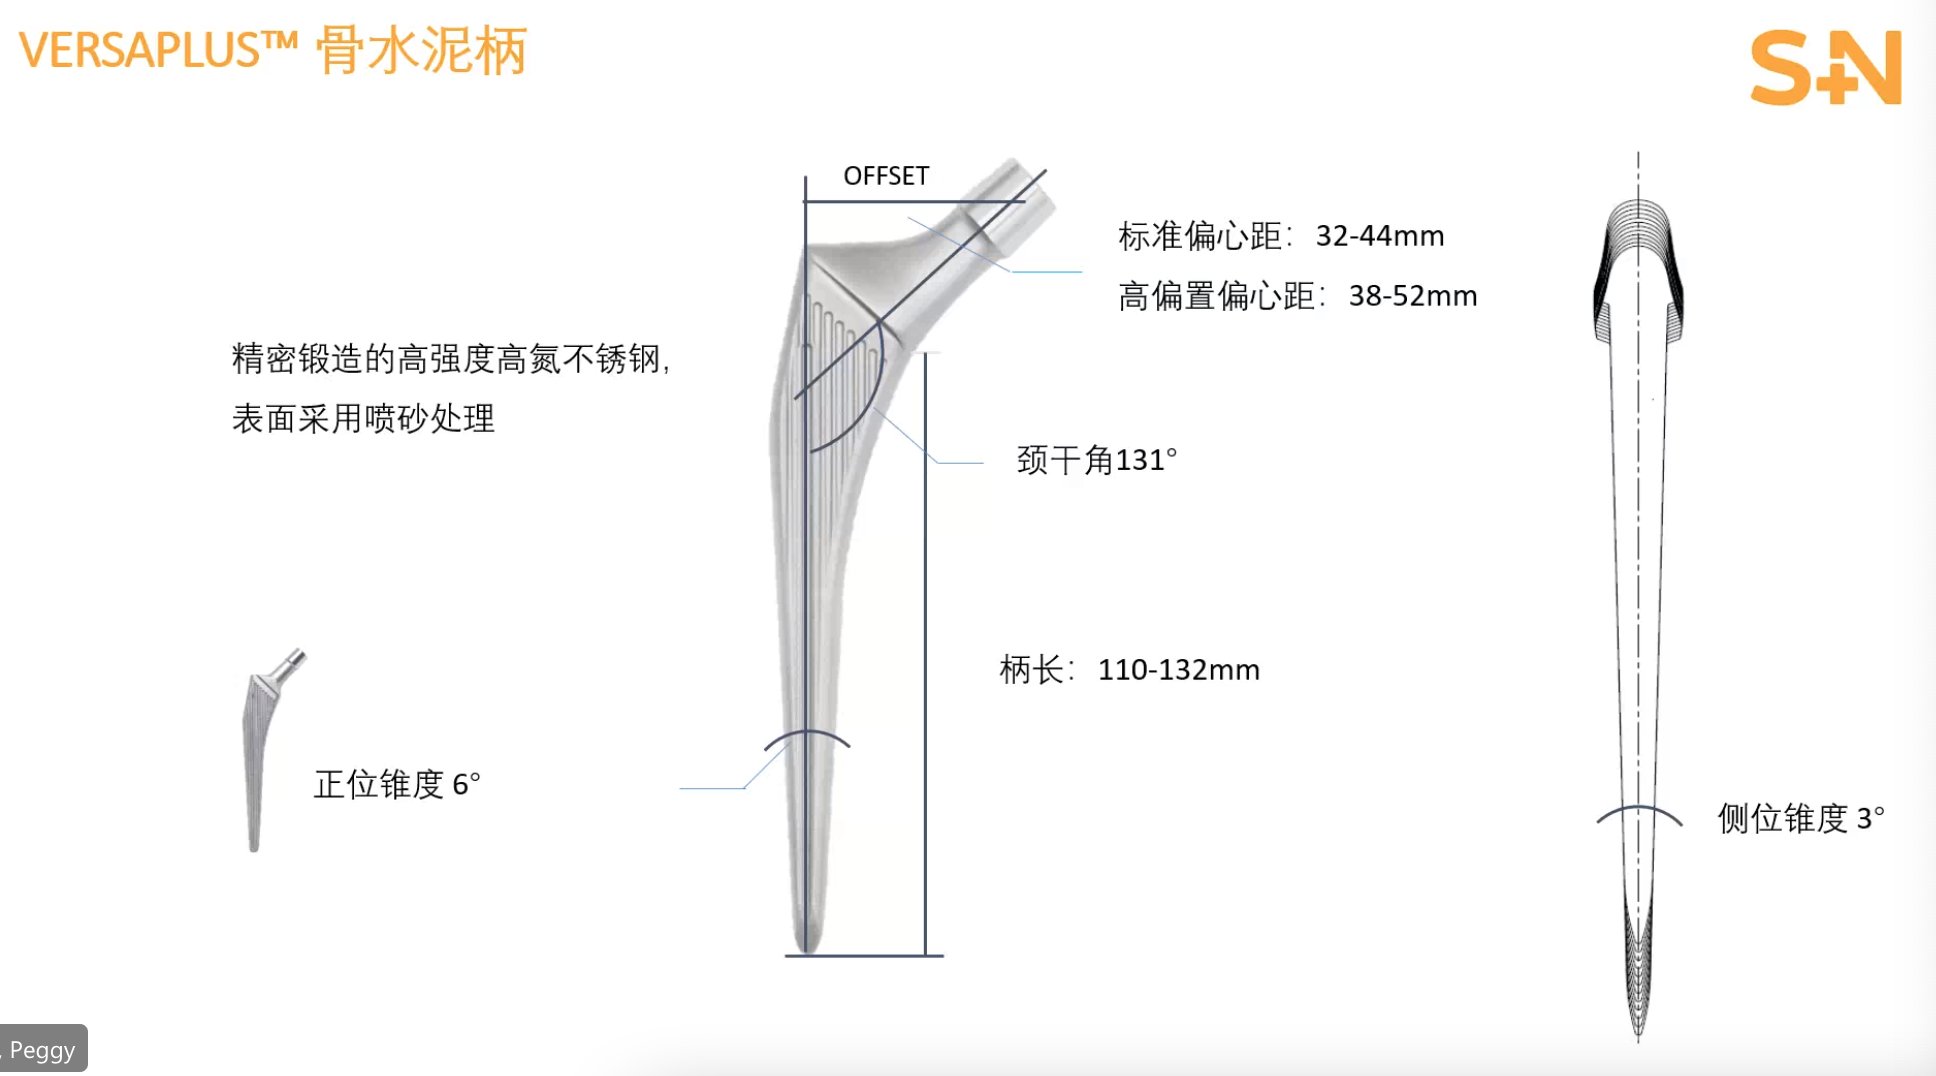 VERSAPLUS™ 骨水泥柄
S+N
OFFSET
标准偏心距：32-44mm
高偏置偏心距：38-52mm
精密锻造的高强度高氮不锈钢，
表面采用喷砂处理
颈干角131°
柄长：110-132mm
正位锥度 6°
侧位锥度 3°
, Peggy